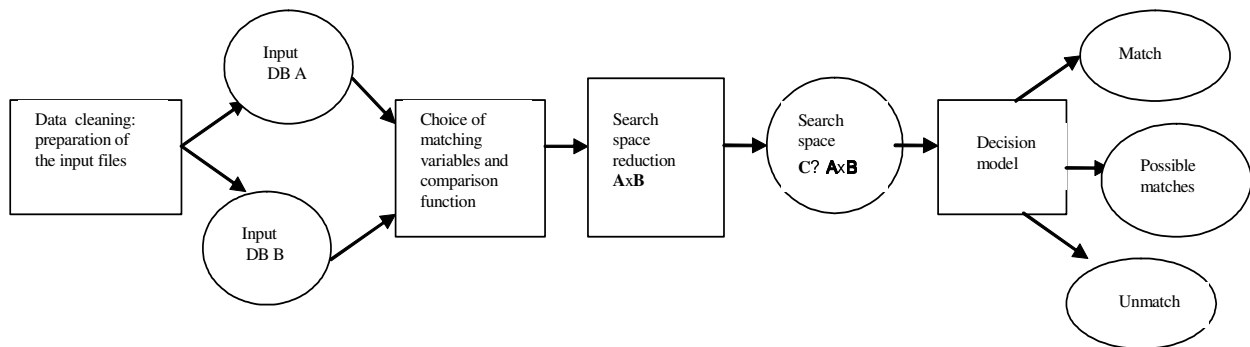 Data cleaning:
preparation of
the input files
Input
DB A
Input
DB B
Choice of
matching
variables and
comparison
function
Search
space
reduction
AxB
Search
space
C? AxB
Decision
model
Match
Possible
matches
Unmatch